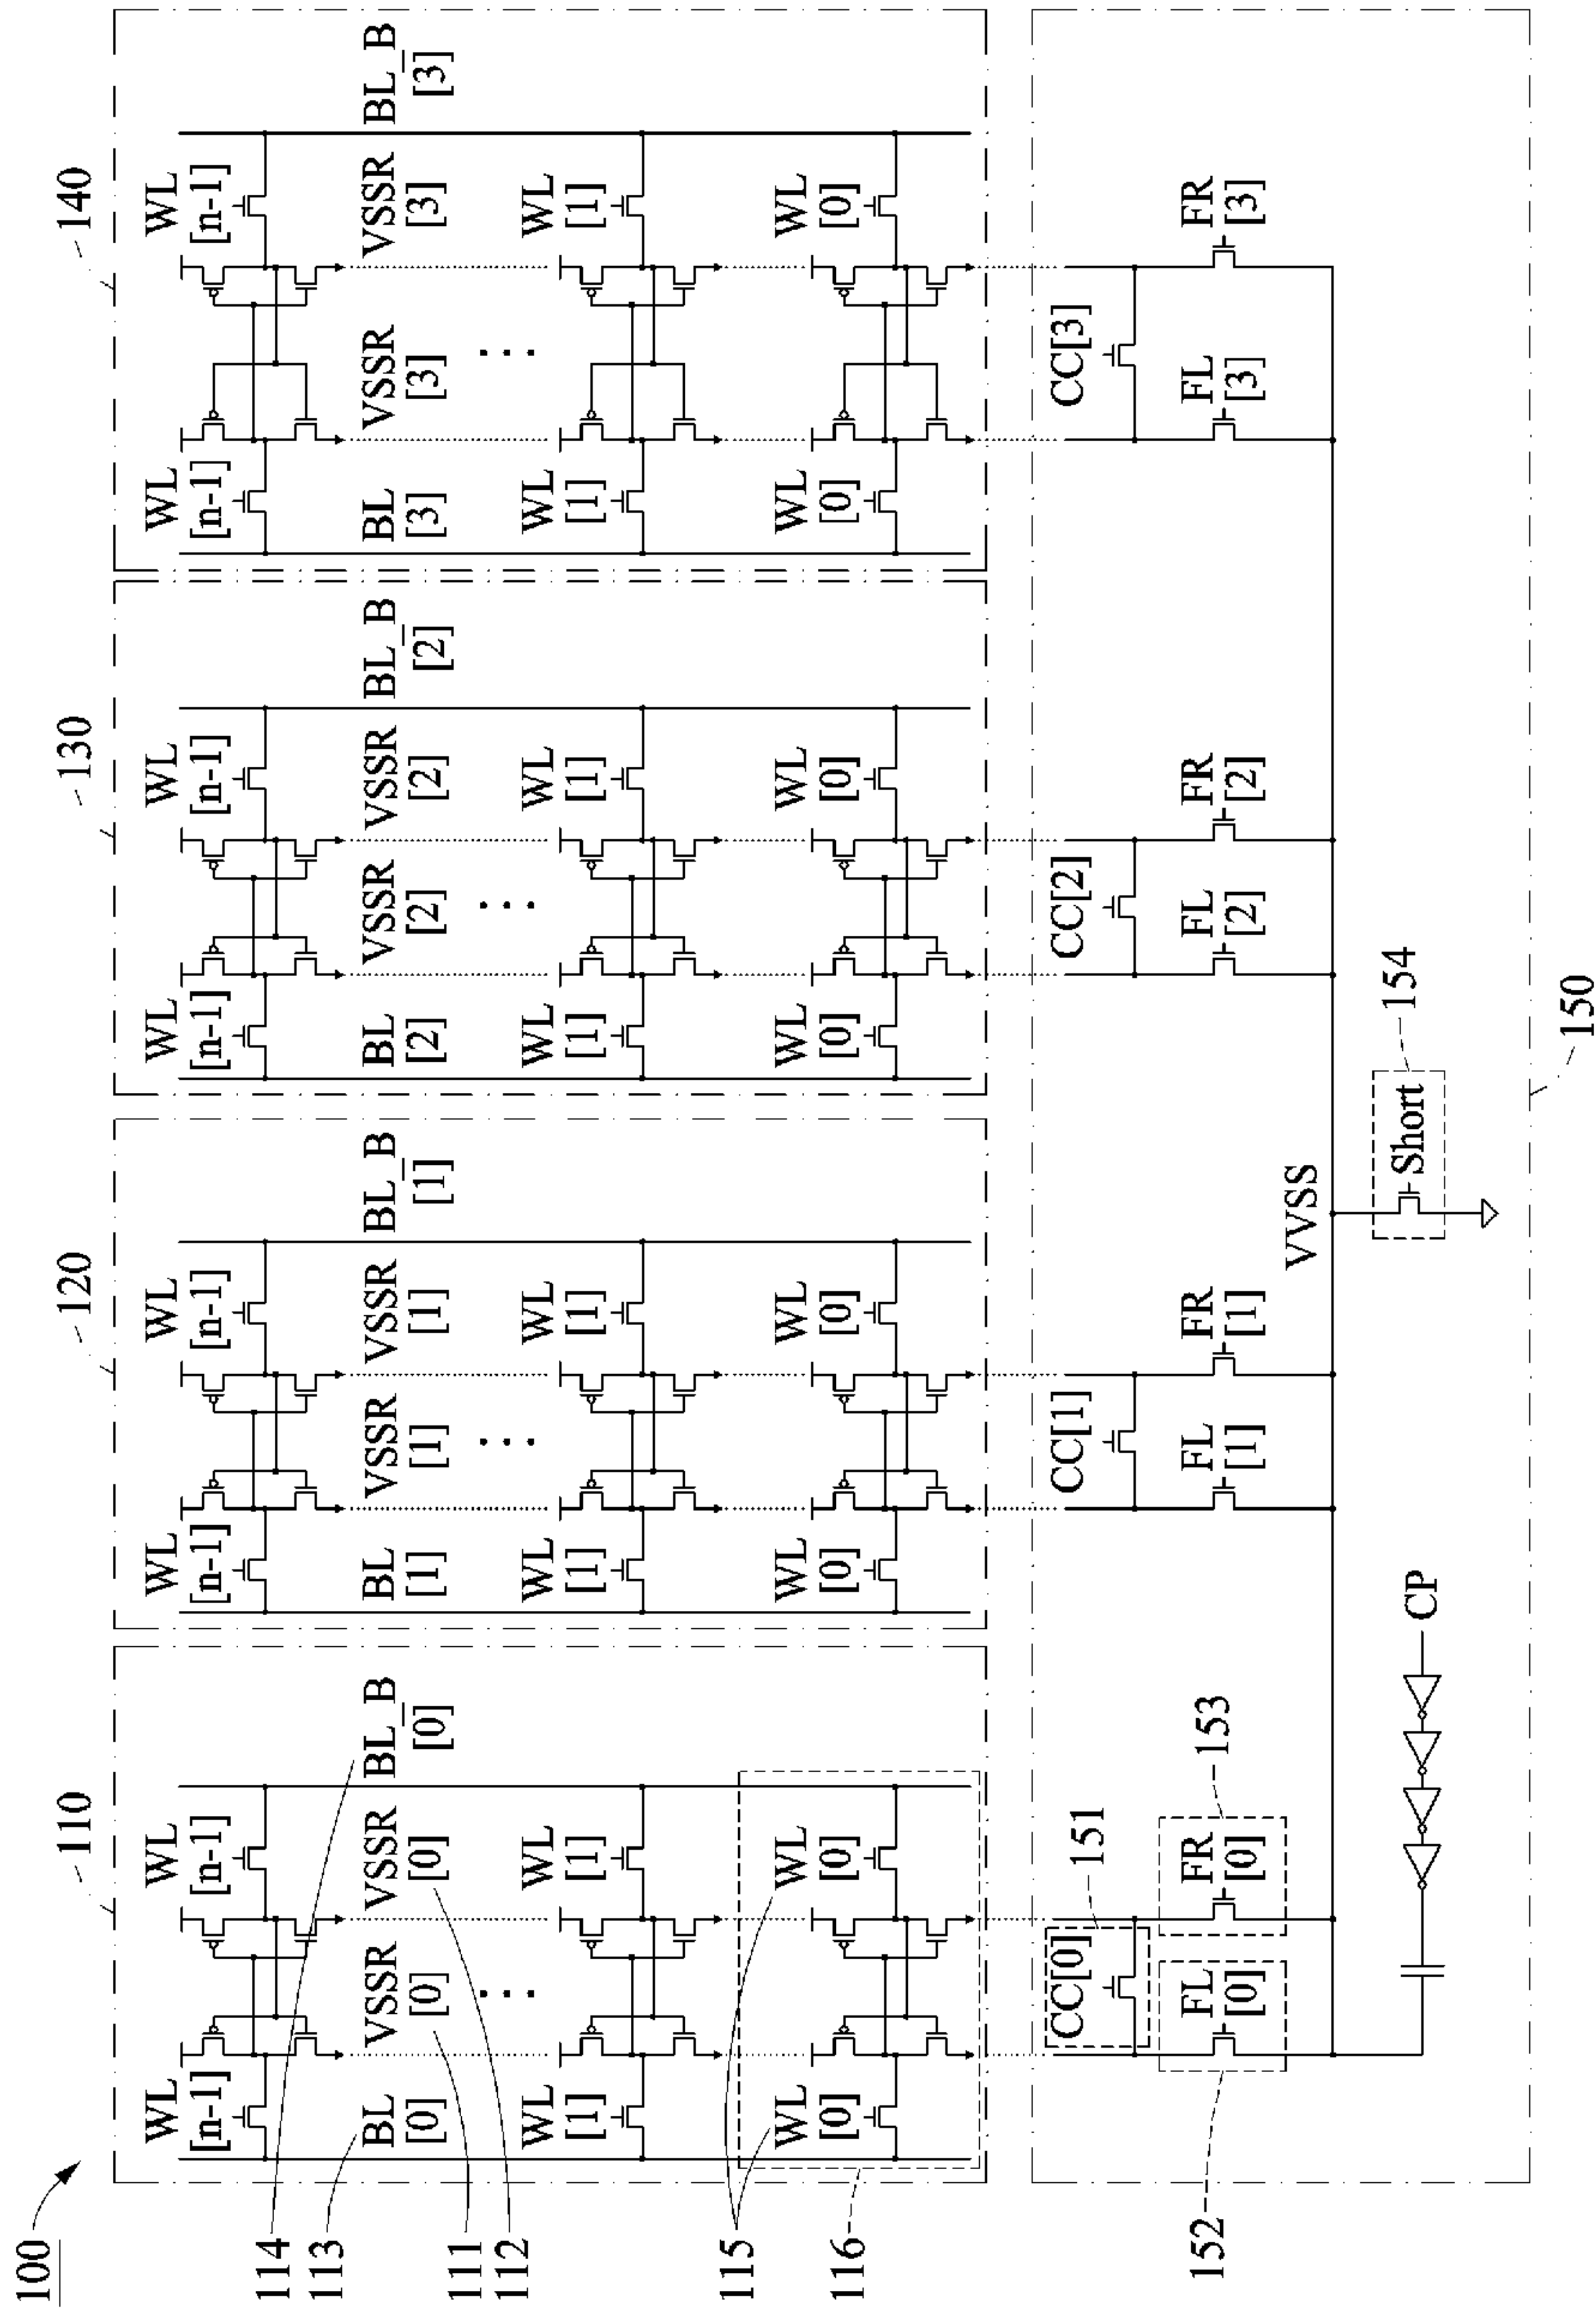 100
110
120
130
140
WL [n-1]
WL [n-1]
WL [n-1]
WL [n-1]
WL [n-1]
WL [n-1]
WL [n-1]
WL [n-1]
114
113
111
112
BL [0]
VSSR [0]
VSSR [0]
BL_B [0]
BL [1]
VSSR [1]
VSSR [1]
BL_B [1]
BL [2]
VSSR [2]
VSSR [2]
BL_B [2]
BL [3]
VSSR [3]
VSSR [3]
BL_B [3]
WL [1]
WL [1]
WL [1]
WL [1]
WL [1]
WL [1]
WL [1]
WL [1]
115
116
WL [0]
WL [0]
WL [0]
WL [0]
WL [0]
WL [0]
WL [0]
WL [0]
CC[0]
151
CC[1]
CC[2]
CC[3]
152
FL [0]
FR [0]
153
FL [1]
FR [1]
FL [2]
FR [2]
FL [3]
FR [3]
VVSS
CP
Short
154
150